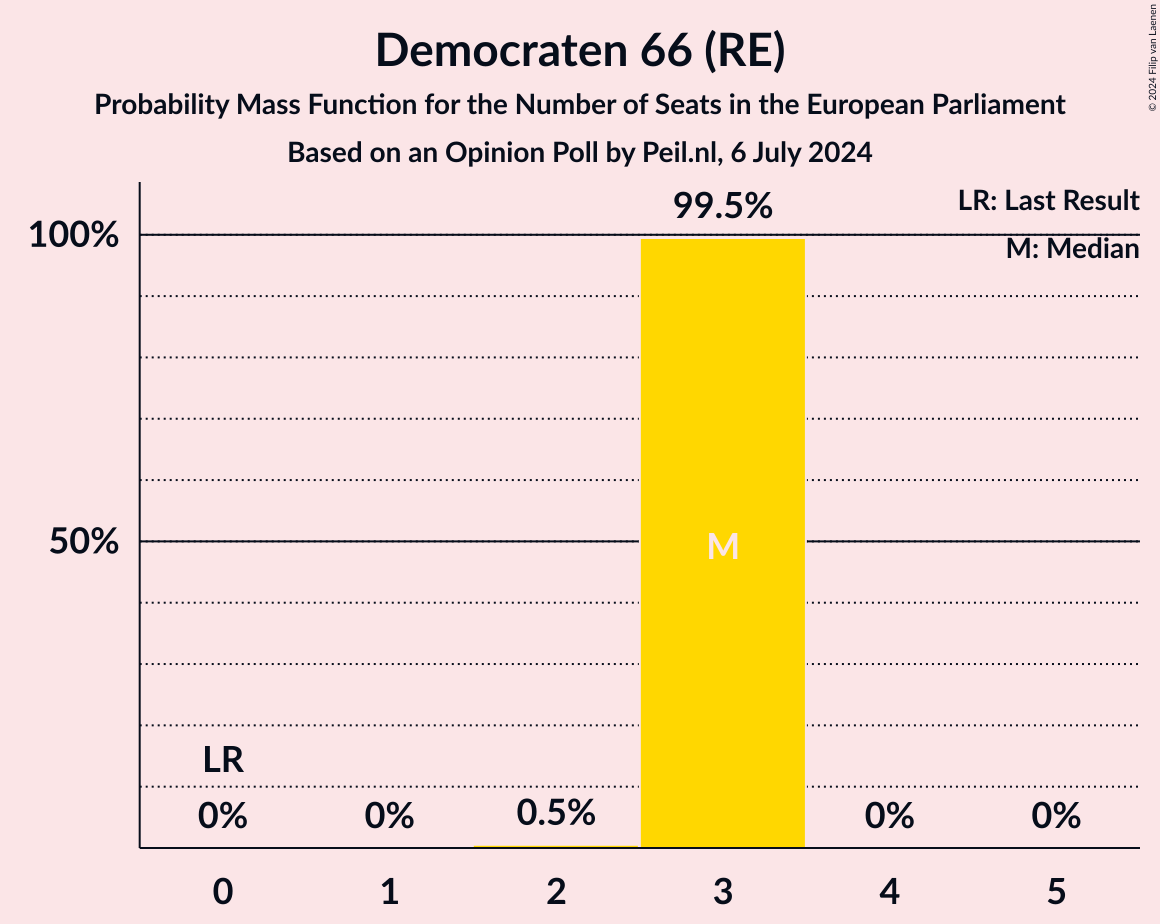 Democraten 66 (RE)
Probability Mass Function for the Number of Seats in the European Parliament
Based on an Opinion Poll by Peil.nl, 6 July 2024
© 2024 Filip van Laenen
LR: Last Result
M: Median
100%
50%
99.5%
M
LR
0%
0%
0.5%
0%
0%
0
1
2
3
4
5